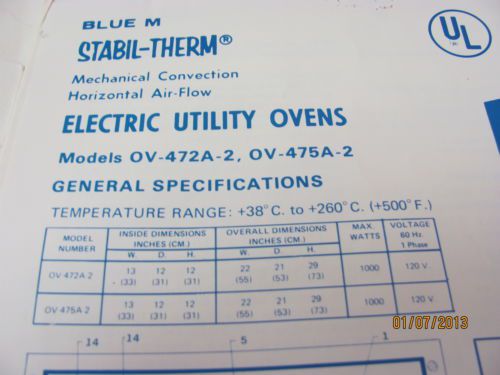 BLUE M
STABIL-THERM®
UL
Mechanical Convection
Horizontal Air-Flow
ELECTRIC UTILITY OVENS
Models OV-472A-2, OV-475A-2
GENERAL SPECIFICATIONS
TEMPERATURE RANGE: +38°C. to +260°C. (+500°F.)
MODEL NUMBER INSIDE DIMENSIONS INCHES (CM.) W. D. H. OVERALL DIMENSIONS INCHES (CM.) W. D. H. MAX. WATTS VOLTAGE 60 Hz. 1 Phase
OV 472A-2 13 (33) 12 (31) 12 (31) 22 (55) 21 (53) 29 (73) 1000 120 V.
OV 475A-2 13 (33) 12 (31) 12 (31) 22 (55) 21 (53) 29 (73) 1000 120 V.
14 14 5 1
01/07/2013